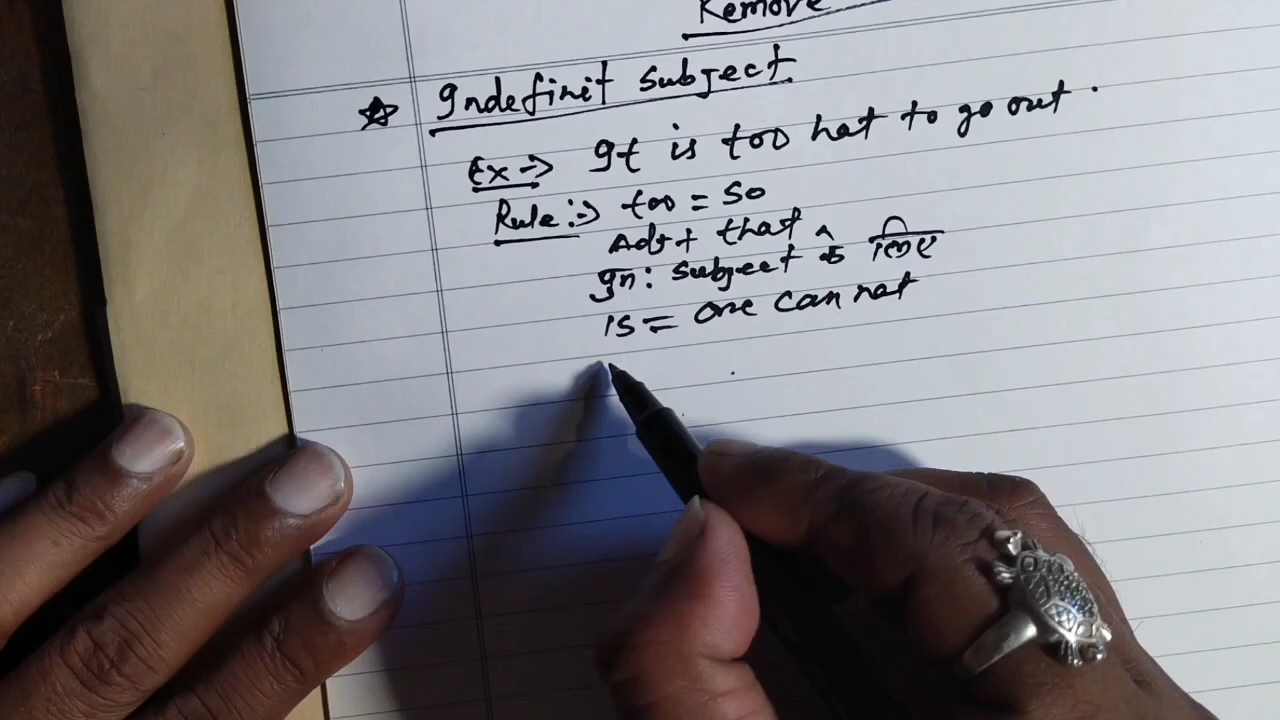 Remove
Indefinit Subject
Ex → It is too hat to go out.
Rule :→ too = So
Adj + that ^
In: Subject
is = one can not